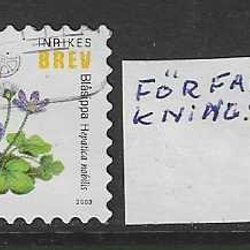 INRIKES
BREV
Blåsippa Hepatica nobilis
2003
FÖRFA
KNING.